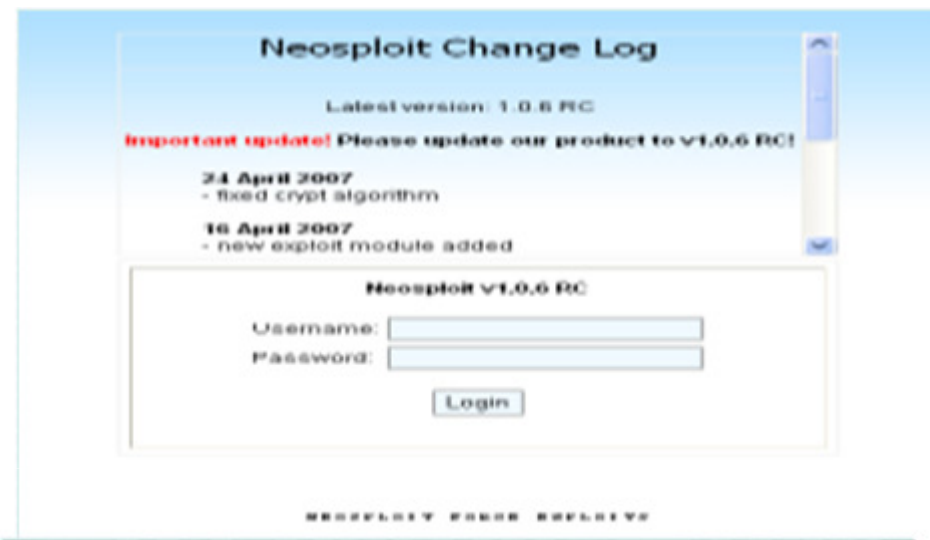 Neosploit Change Log
Latest version: 1.0.6 RC
Important update! Please update our product to v1.0.6 RC!
24 April 2007
- fixed crypt algorithm
16 April 2007
- new exploit module added
Neosploit v1.0.6 RC
Username:
Password:
Login
NEOSPLOIT